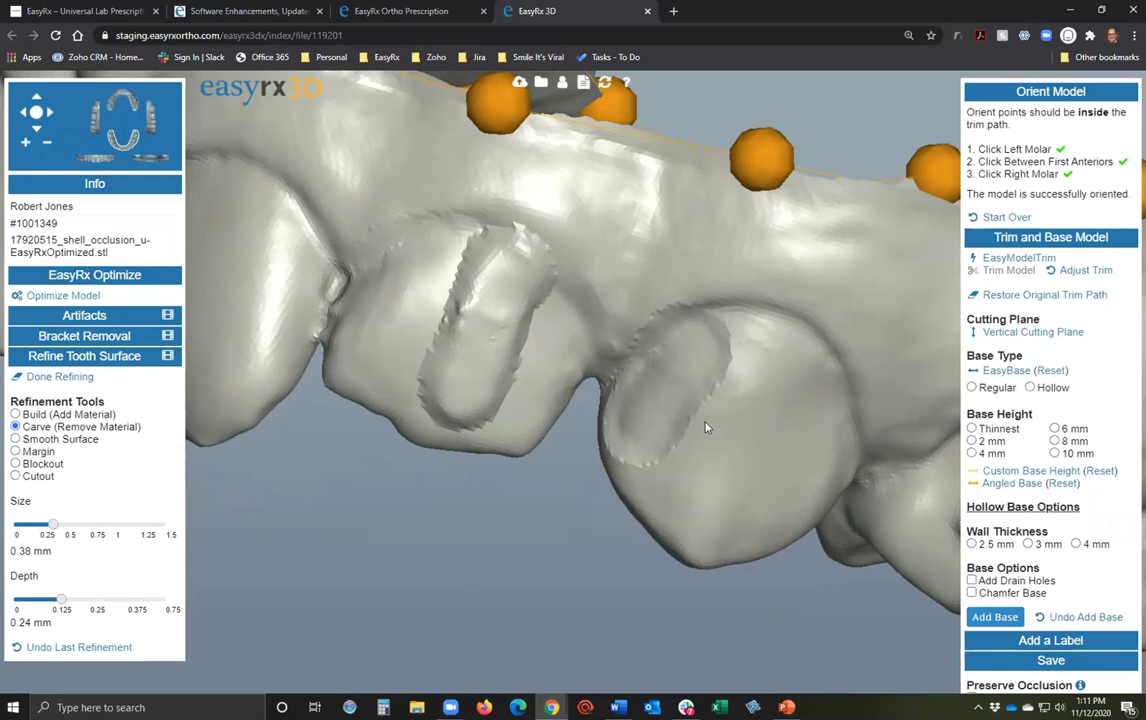 EasyRx – Universal Lab Prescripti
Software Enhancements, Update
EasyRx Ortho Prescription
EasyRx 3D
staging.easyrxortho.com/easyrx3dx/index/file/119201
Apps
Zoho CRM - Home...
Sign In | Slack
Office 365
Personal
EasyRx
Zoho
Jira
Smile It's Viral
Tasks - To Do
Other bookmarks
easyrx3D
Info
Robert Jones
#1001349
17920515_shell_occlusion_u-
EasyRxOptimized.stl
EasyRx Optimize
Optimize Model
Artifacts
Bracket Removal
Refine Tooth Surface
Done Refining
Refinement Tools
Build (Add Material)
Carve (Remove Material)
Smooth Surface
Margin
Blockout
Cutout
Size
0 0.25 0.5 0.75 1 1.25 1.5
0.38 mm
Depth
0 0.125 0.25 0.375 0.75
0.24 mm
Undo Last Refinement
Orient Model
Orient points should be inside the
trim path.
1. Click Left Molar
2. Click Between First Anteriors
3. Click Right Molar
The model is successfully oriented.
Start Over
Trim and Base Model
EasyModelTrim
Trim Model Adjust Trim
Restore Original Trim Path
Cutting Plane
Vertical Cutting Plane
Base Type
EasyBase (Reset)
Regular Hollow
Base Height
Thinnest 6 mm
2 mm 8 mm
4 mm 10 mm
Custom Base Height (Reset)
Angled Base (Reset)
Hollow Base Options
Wall Thickness
2.5 mm 3 mm 4 mm
Base Options
Add Drain Holes
Chamfer Base
Add Base Undo Add Base
Add a Label
Save
Preserve Occlusion
Type here to search
1:11 PM
11/12/2020